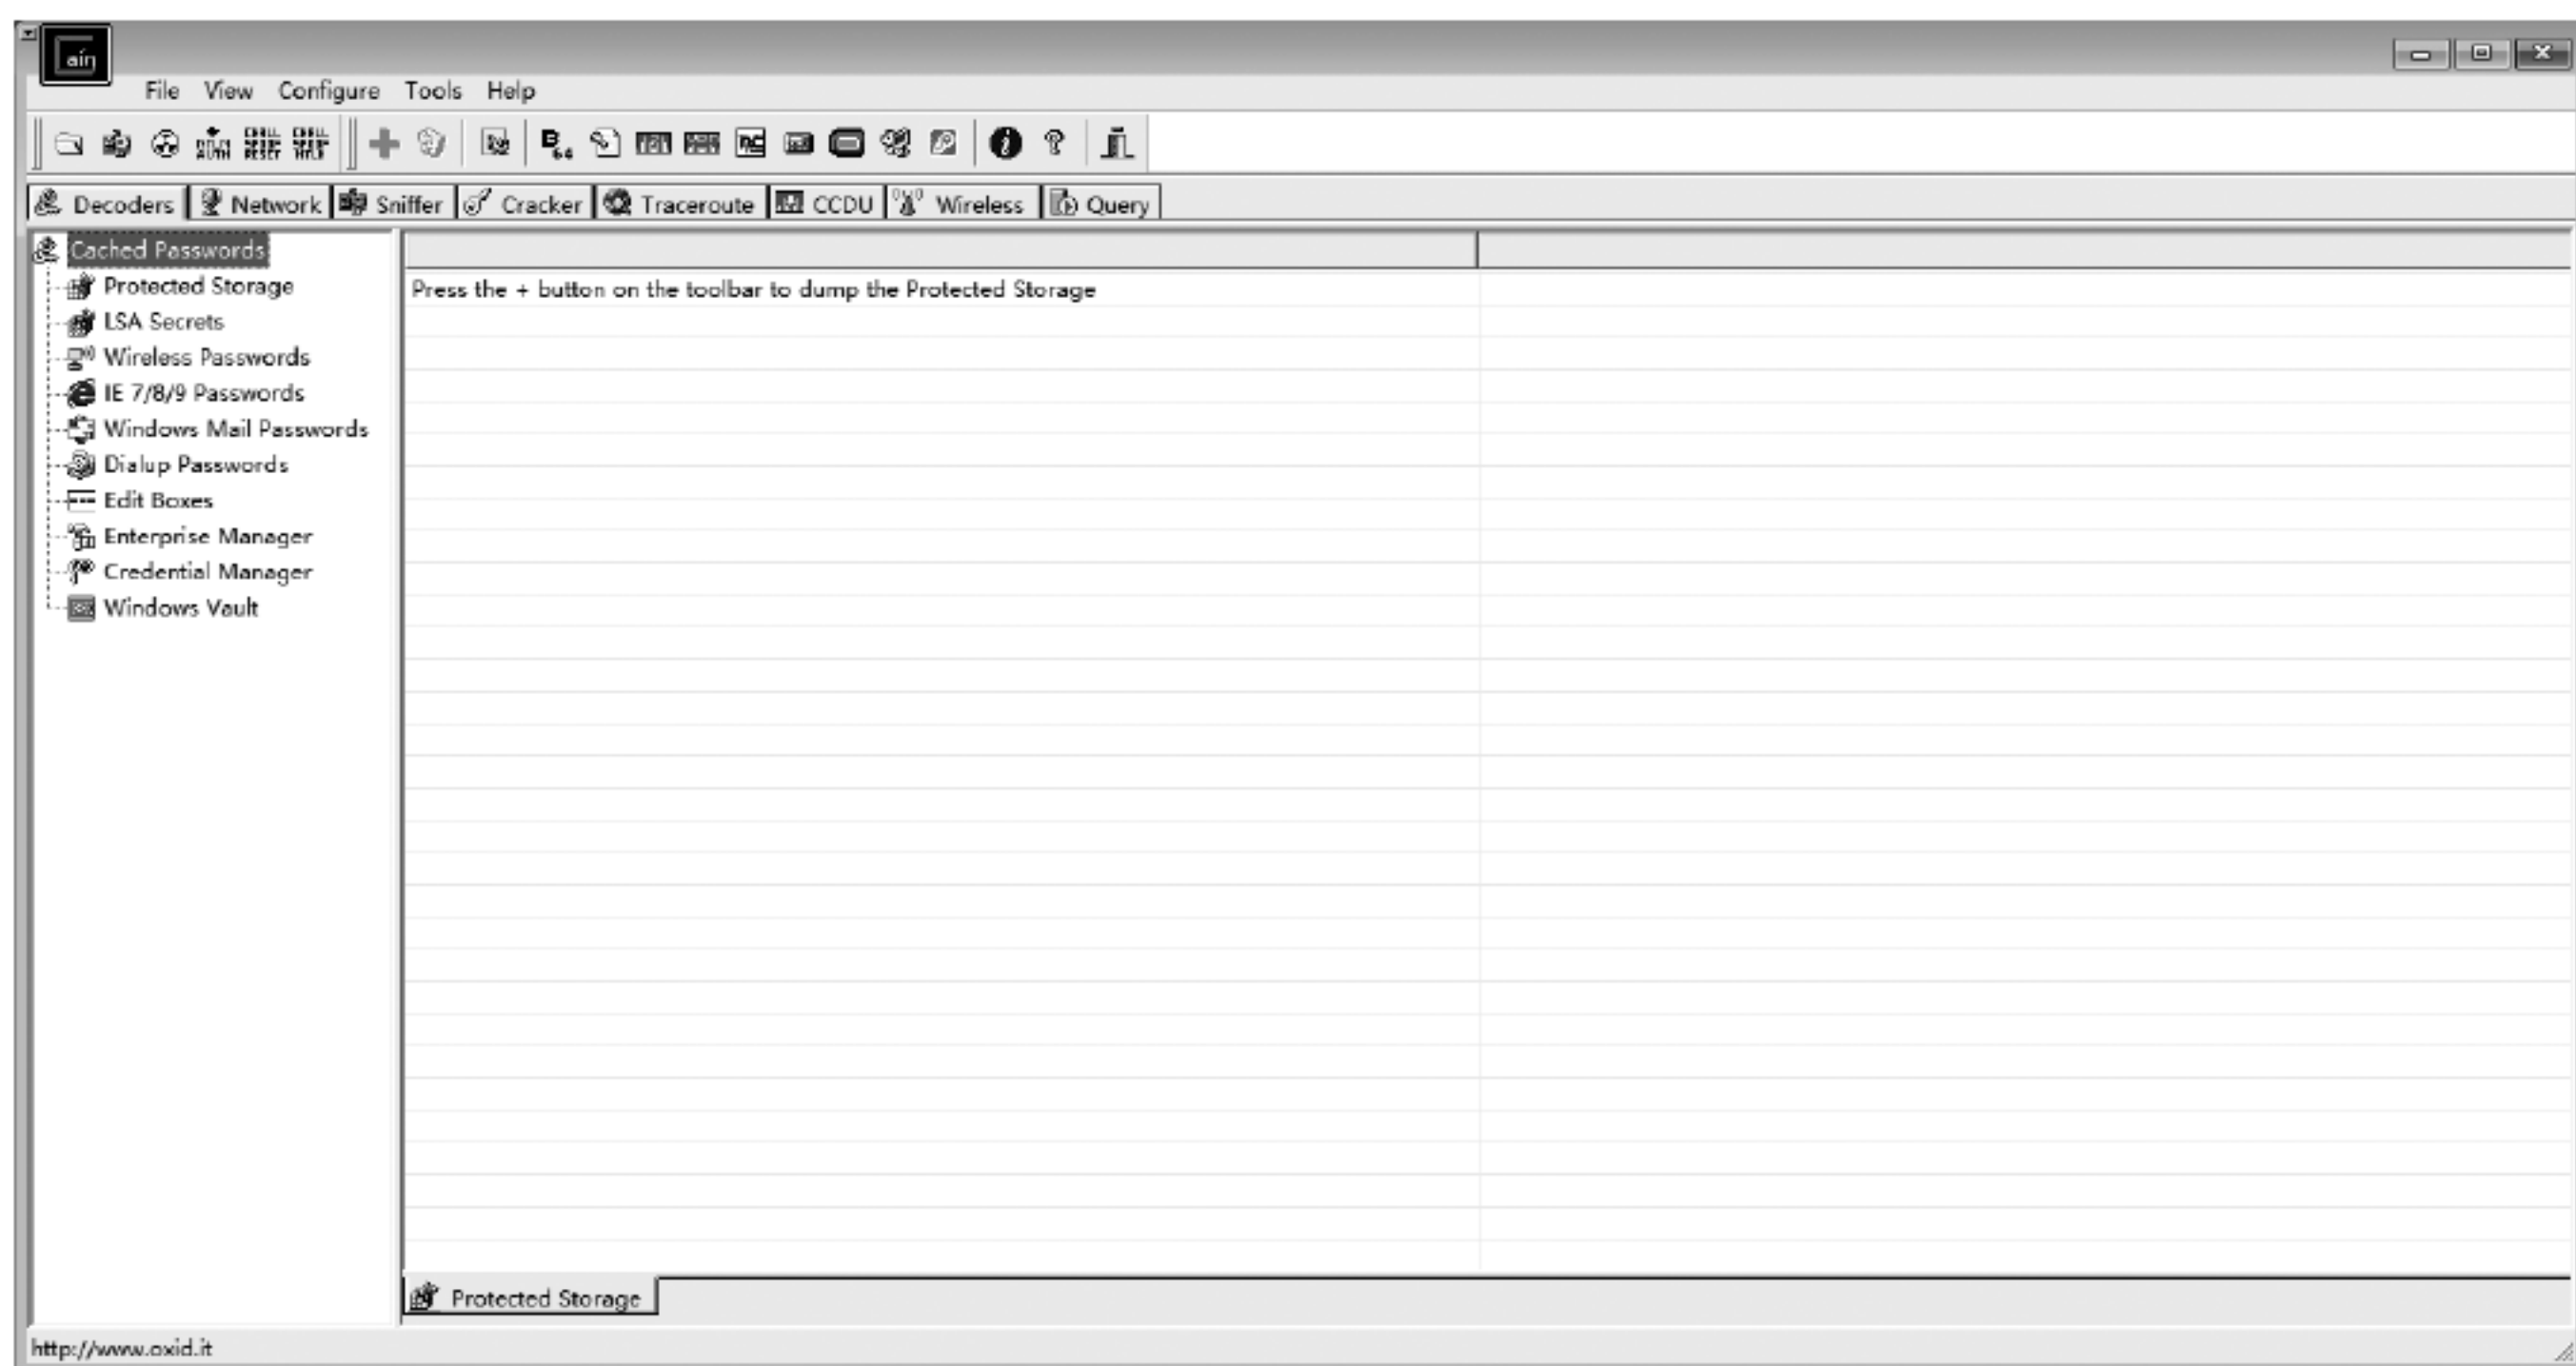 ain
File View Configure Tools Help
Decoders Network Sniffer Cracker Traceroute CCDU Wireless Query
Cached Passwords
Protected Storage
Press the + button on the toolbar to dump the Protected Storage
LSA Secrets
Wireless Passwords
IE 7/8/9 Passwords
Windows Mail Passwords
Dialup Passwords
Edit Boxes
Enterprise Manager
Credential Manager
Windows Vault
Protected Storage
http://www.oxid.it